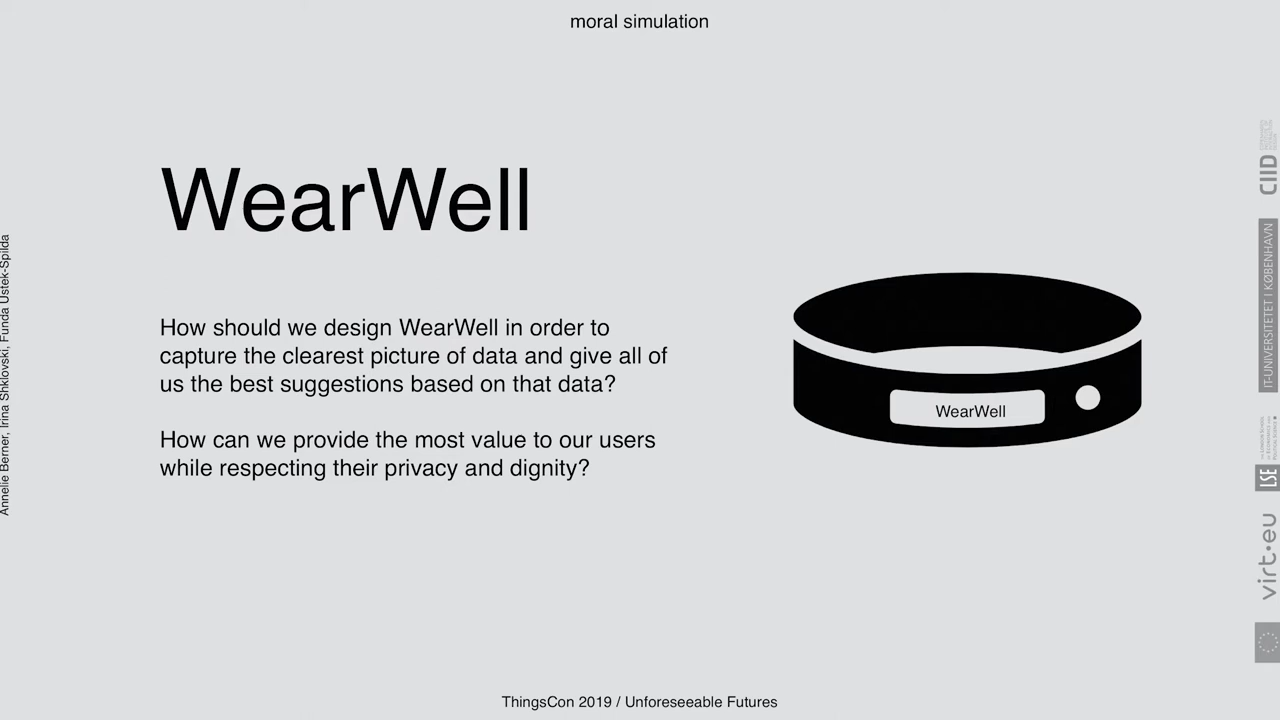 moral simulation
WearWell
How should we design WearWell in order to
capture the clearest picture of data and give all of
us the best suggestions based on that data?
How can we provide the most value to our users
while respecting their privacy and dignity?
WearWell
Annelie Berner, Irina Shklovski, Funda Ustek-Spilda
CIID
IT-UNIVERSITETET I KØBENHAVN
LSE
virt.eu
ThingsCon 2019 / Unforeseeable Futures